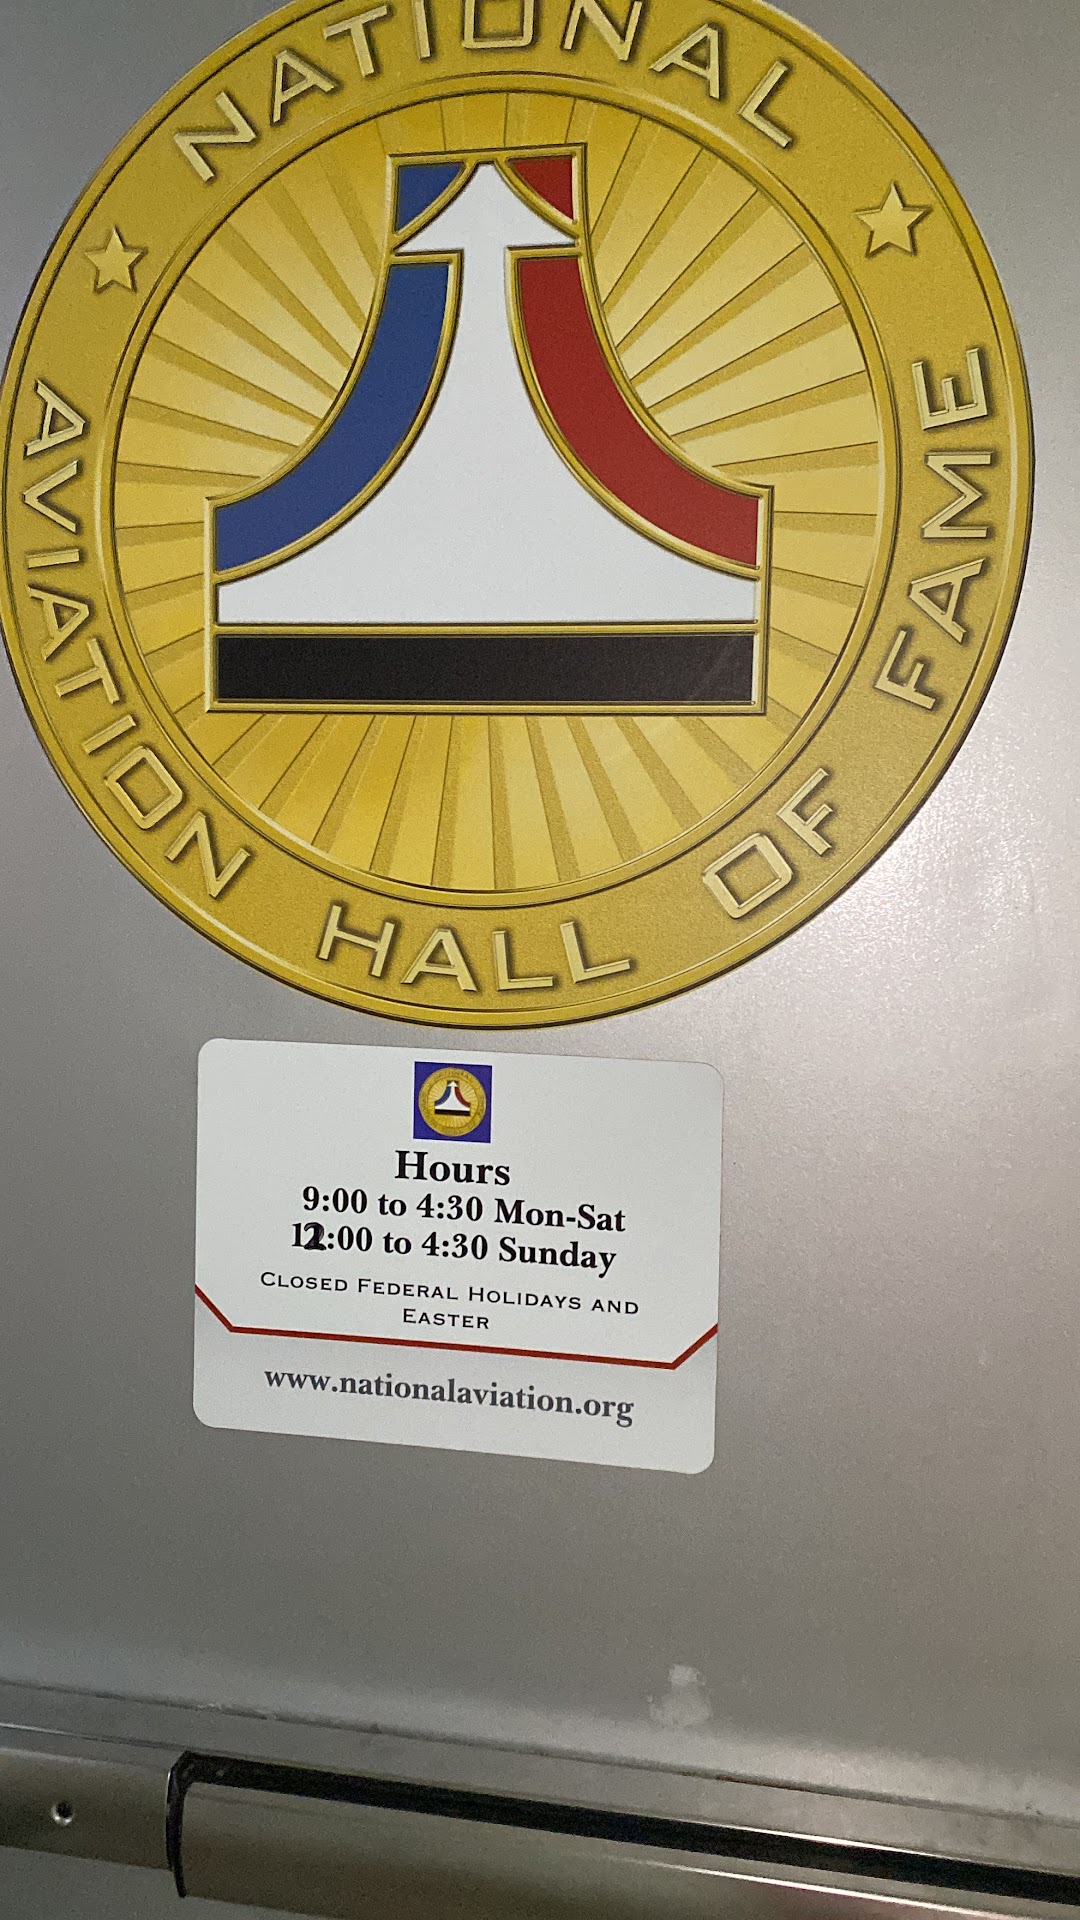 NATIONAL
AVIATION HALL OF FAME
Hours
9:00 to 4:30 Mon-Sat
12:00 to 4:30 Sunday
CLOSED FEDERAL HOLIDAYS AND
EASTER
www.nationalaviation.org